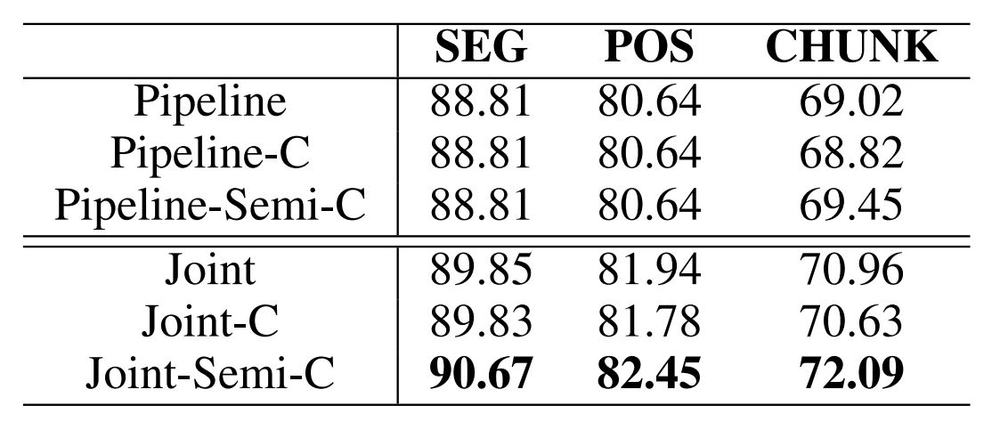 SEG POS CHUNK
Pipeline 88.81 80.64 69.02
Pipeline-C 88.81 80.64 68.82
Pipeline-Semi-C 88.81 80.64 69.45
Joint 89.85 81.94 70.96
Joint-C 89.83 81.78 70.63
Joint-Semi-C 90.67 82.45 72.09